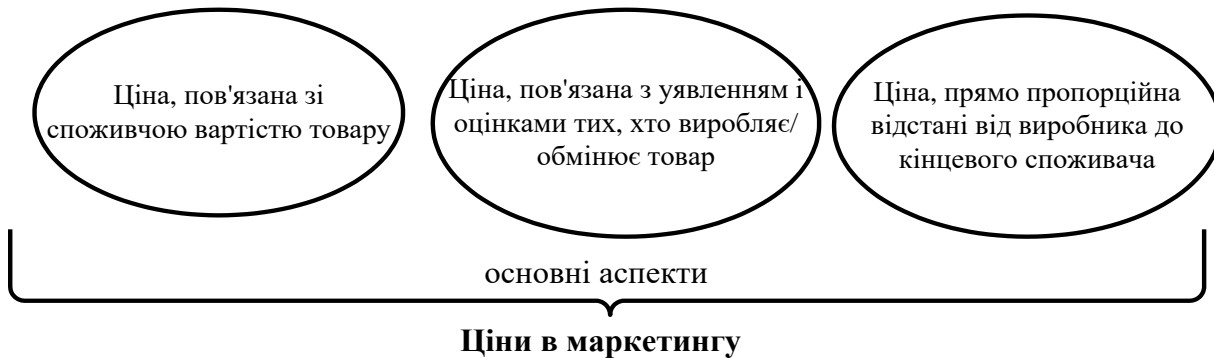 Ціна, пов'язана зі
споживчою вартістю товару
Ціна, пов'язана з уявленням і
оцінками тих, хто виробляє/
обмінює товар
Ціна, прямо пропорційна
відстані від виробника до
кінцевого споживача
основні аспекти
Ціни в маркетингу